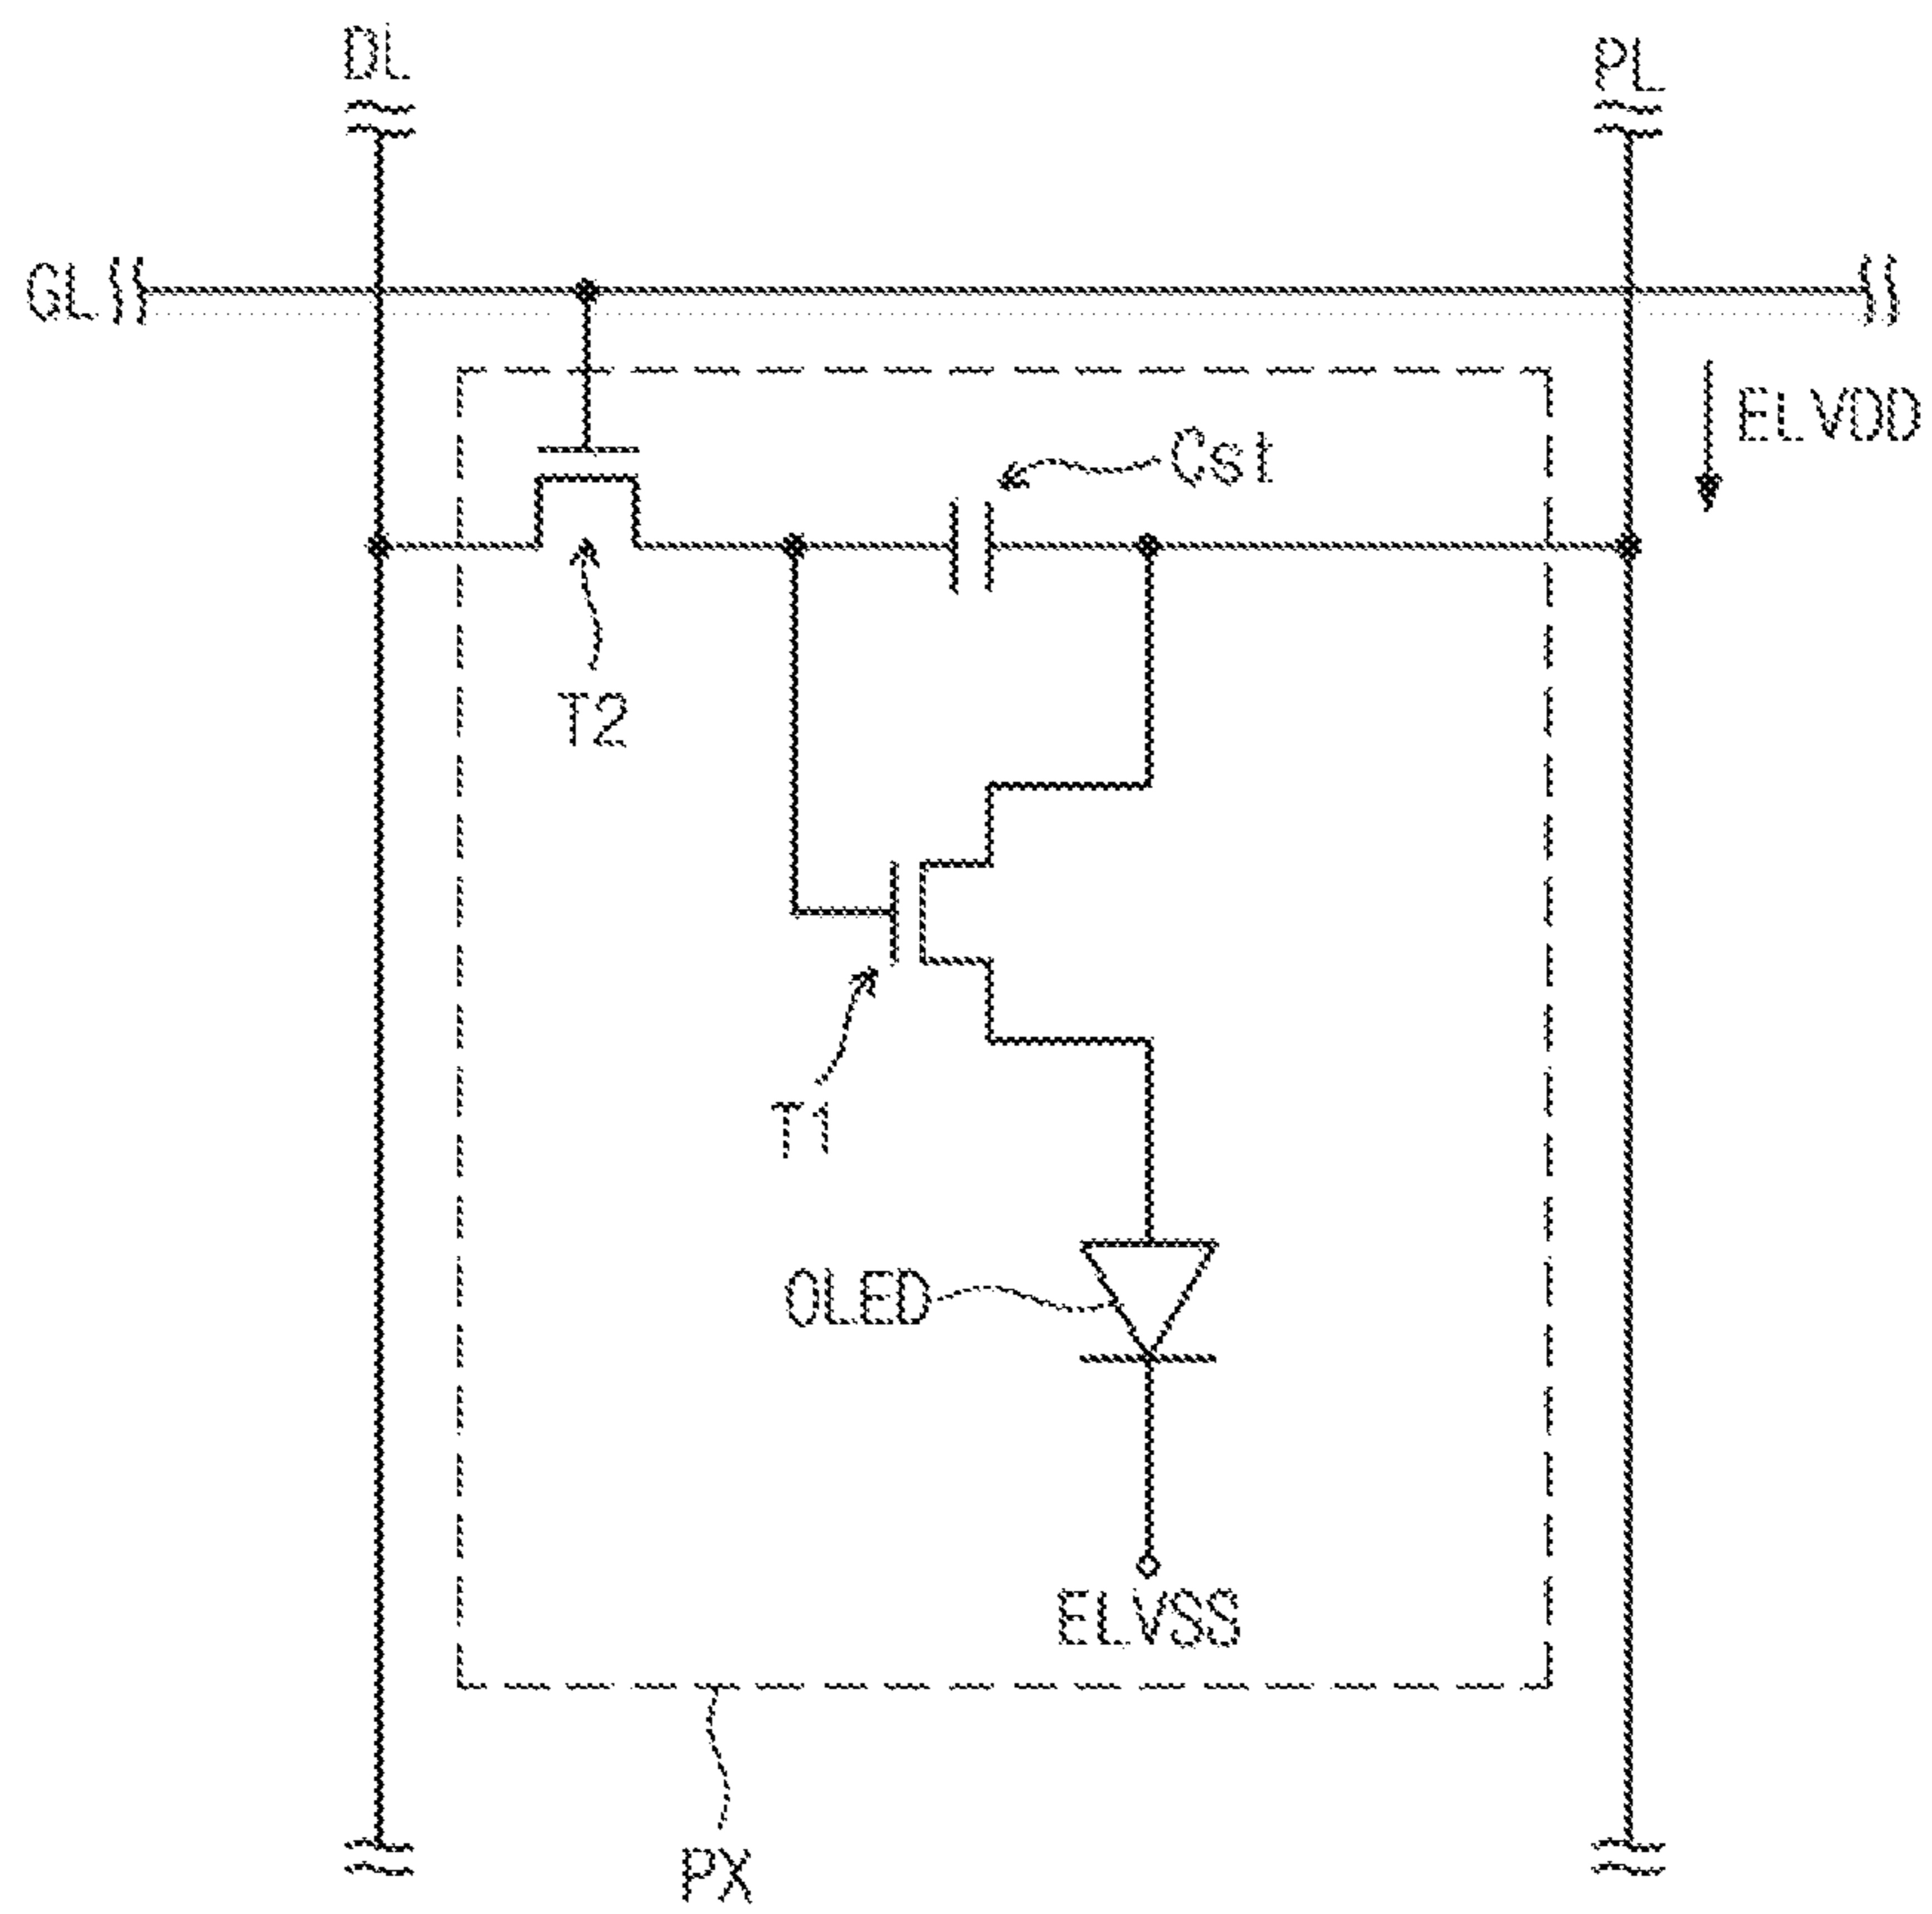 DL
PL
GL
ELVDD
Cst
T2
T1
OLED
ELVSS
PX